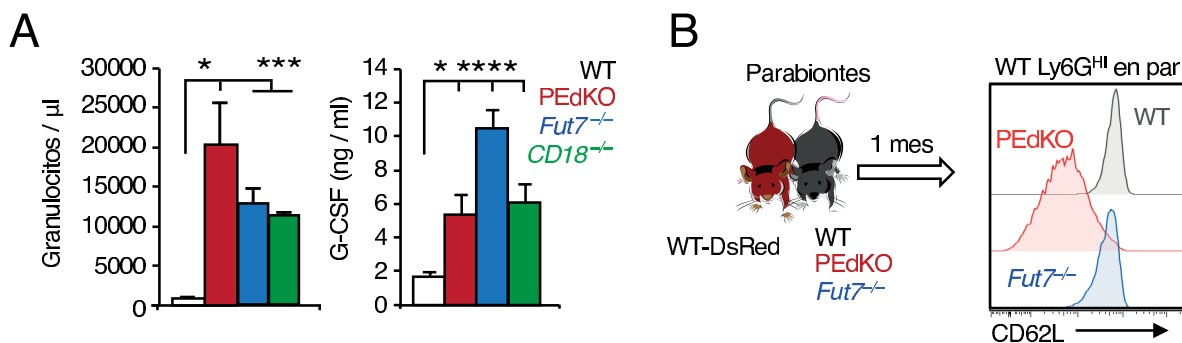 A
Granulocitos / µl
30000
25000
20000
15000
10000
5000
0
* ***
G-CSF (ng / ml)
14
12
10
8
6
4
2
0
* ****
WT
PEdKO
Fut7–/–
CD18–/–
B
Parabiontes
1 mes
WT-DsRed
WT
PEdKO
Fut7–/–
WT Ly6GHI en par
WT
PEdKO
Fut7–/–
CD62L